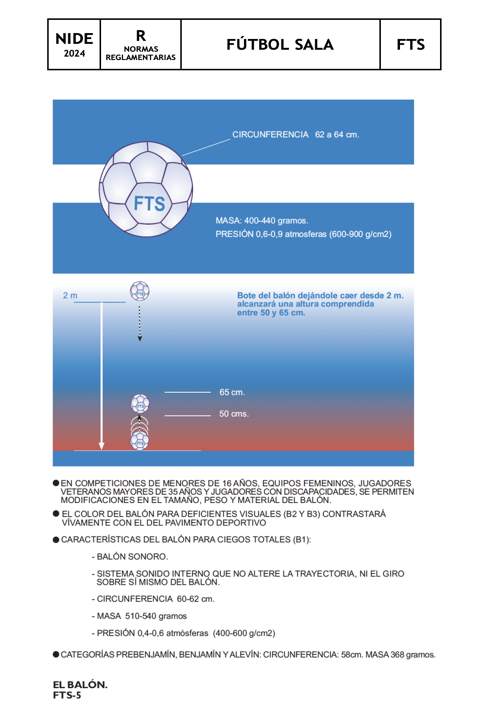 NIDE
2024
R
NORMAS
REGLAMENTARIAS
FÚTBOL SALA
FTS
CIRCUNFERENCIA 62 a 64 cm.
FTS
MASA: 400-440 gramos.
PRESIÓN 0,6-0,9 atmosferas (600-900 g/cm2)
2 m
Bote del balón dejándole caer desde 2 m.
alcanzará una altura comprendida
entre 50 y 65 cm.
65 cm.
50 cms.
● EN COMPETICIONES DE MENORES DE 16 AÑOS, EQUIPOS FEMENINOS, JUGADORES
VETERANOS MAYORES DE 35 AÑOS Y JUGADORES CON DISCAPACIDADES, SE PERMITEN
MODIFICACIONES EN EL TAMAÑO, PESO Y MATERIAL DEL BALÓN.
● EL COLOR DEL BALÓN PARA DEFICIENTES VISUALES (B2 Y B3) CONTRASTARÁ
VÍVAMENTE CON EL DEL PAVIMENTO DEPORTIVO
● CARACTERÍSTICAS DEL BALÓN PARA CIEGOS TOTALES (B1):
- BALÓN SONORO.
- SISTEMA SONIDO INTERNO QUE NO ALTERE LA TRAYECTORIA, NI EL GIRO
SOBRE SÍ MISMO DEL BALÓN.
- CIRCUNFERENCIA 60-62 cm.
- MASA 510-540 gramos
- PRESIÓN 0,4-0,6 atmósferas (400-600 g/cm2)
● CATEGORÍAS PREBENJAMÍN, BENJAMÍN Y ALEVÍN: CIRCUNFERENCIA: 58cm. MASA 368 gramos.
EL BALÓN.
FTS-5